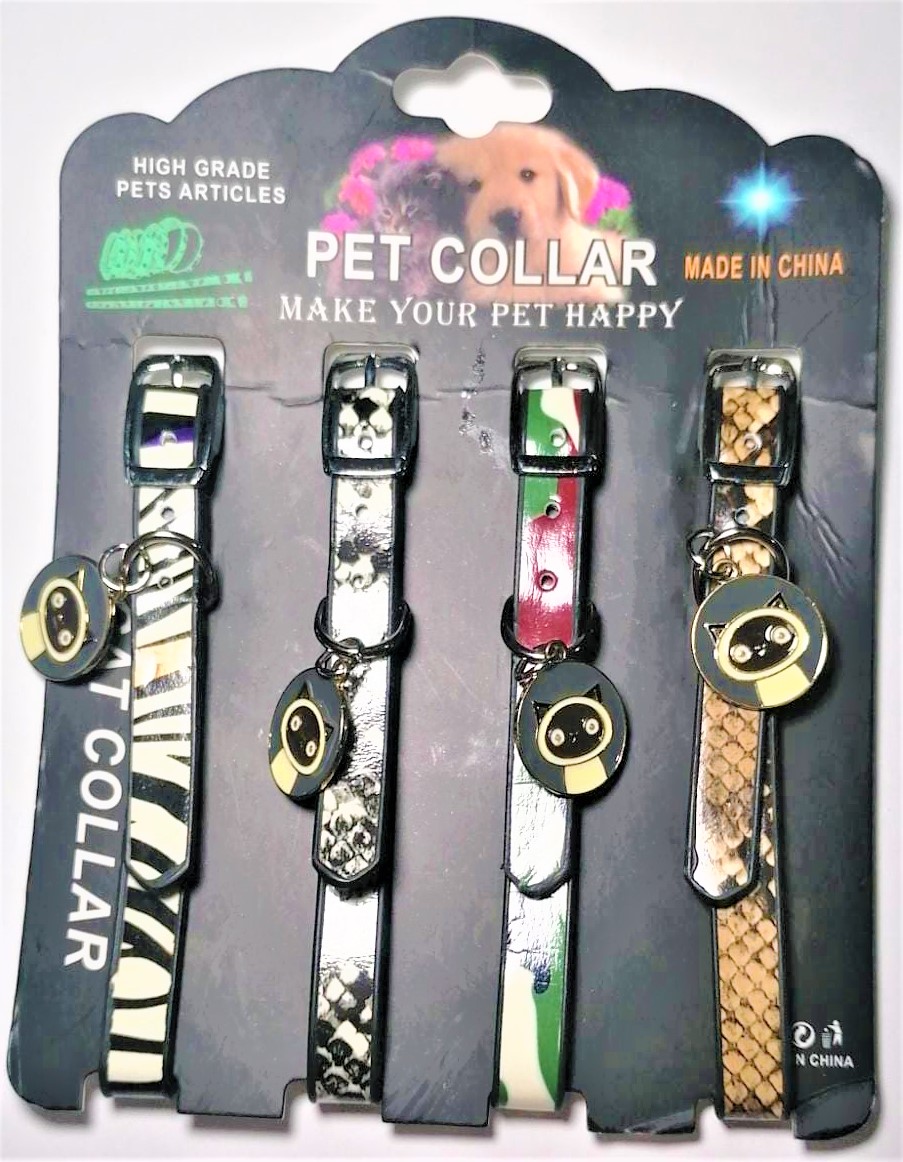 HIGH GRADE
PETS ARTICLES
PET COLLAR
MAKE YOUR PET HAPPY
MADE IN CHINA
AT COLLAR
N CHINA